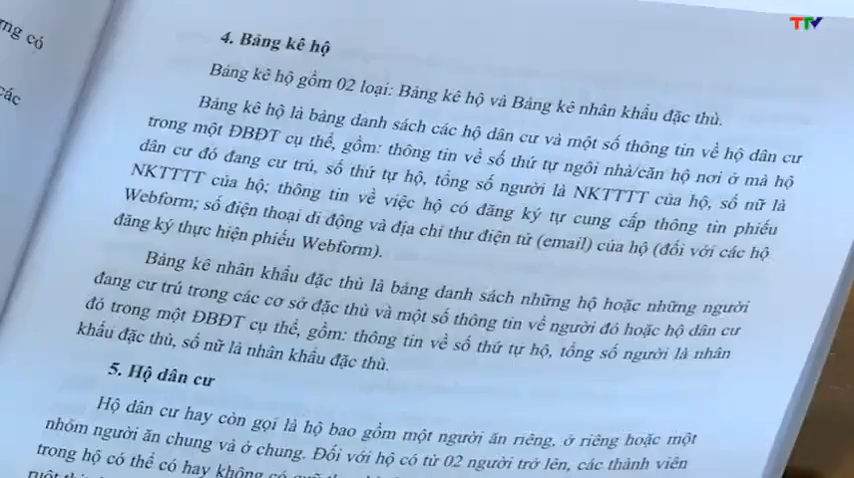 TTV
ng có
các
4. Bảng kê hộ
Bảng kê hộ gồm 02 loại: Bảng kê hộ và Bảng kê nhân khẩu đặc thù.
Bảng kê hộ là bảng danh sách các hộ dân cư và một số thông tin về hộ dân cư
trong một ĐBĐT cụ thể, gồm: thông tin về số thứ tự ngôi nhà/căn hộ nơi ở mà hộ
dân cư đó đang cư trú, số thứ tự hộ, tổng số người là NKTTTT của hộ, số nữ là
NKTTTT của hộ; thông tin về việc hộ có đăng ký tự cung cấp thông tin phiếu
Webform; số điện thoại di động và địa chỉ thư điện tử (email) của hộ (đối với các hộ
đăng ký thực hiện phiếu Webform).
Bảng kê nhân khẩu đặc thù là bảng danh sách những hộ hoặc những người
đang cư trú trong các cơ sở đặc thù và một số thông tin về người đó hoặc hộ dân cư
đó trong một ĐBĐT cụ thể, gồm: thông tin về số thứ tự hộ, tổng số người là nhân
khẩu đặc thù, số nữ là nhân khẩu đặc thù.
5. Hộ dân cư
Hộ dân cư hay còn gọi là hộ bao gồm một người ăn riêng, ở riêng hoặc một
nhóm người ăn chung và ở chung. Đối với hộ có từ 02 người trở lên, các thành viên
trong hộ có thể có hay không có quỹ
ruột